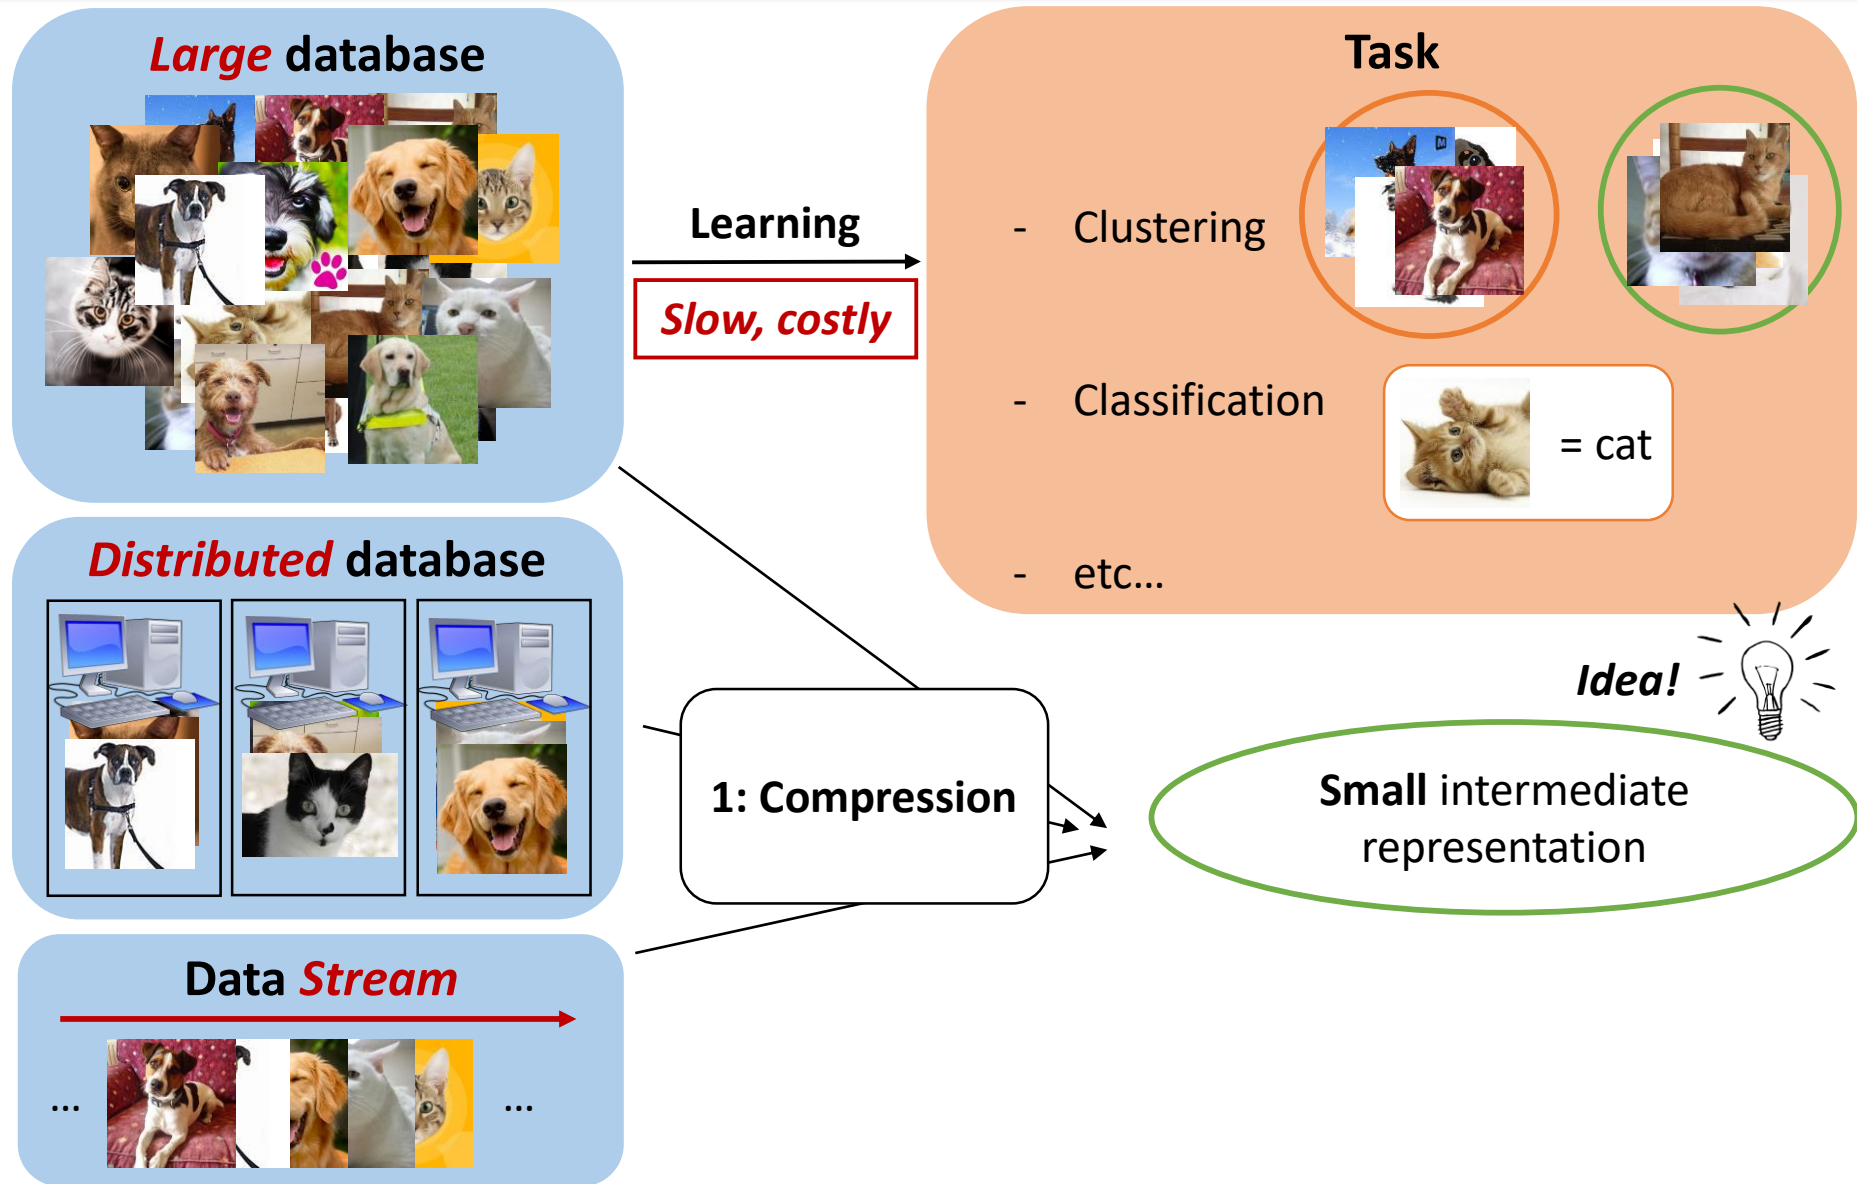 Large database
Task
Learning
Slow, costly
- Clustering
M
- Classification
= cat
- etc...
Distributed database
Idea!
1: Compression
Small intermediate
representation
Data Stream
...
...